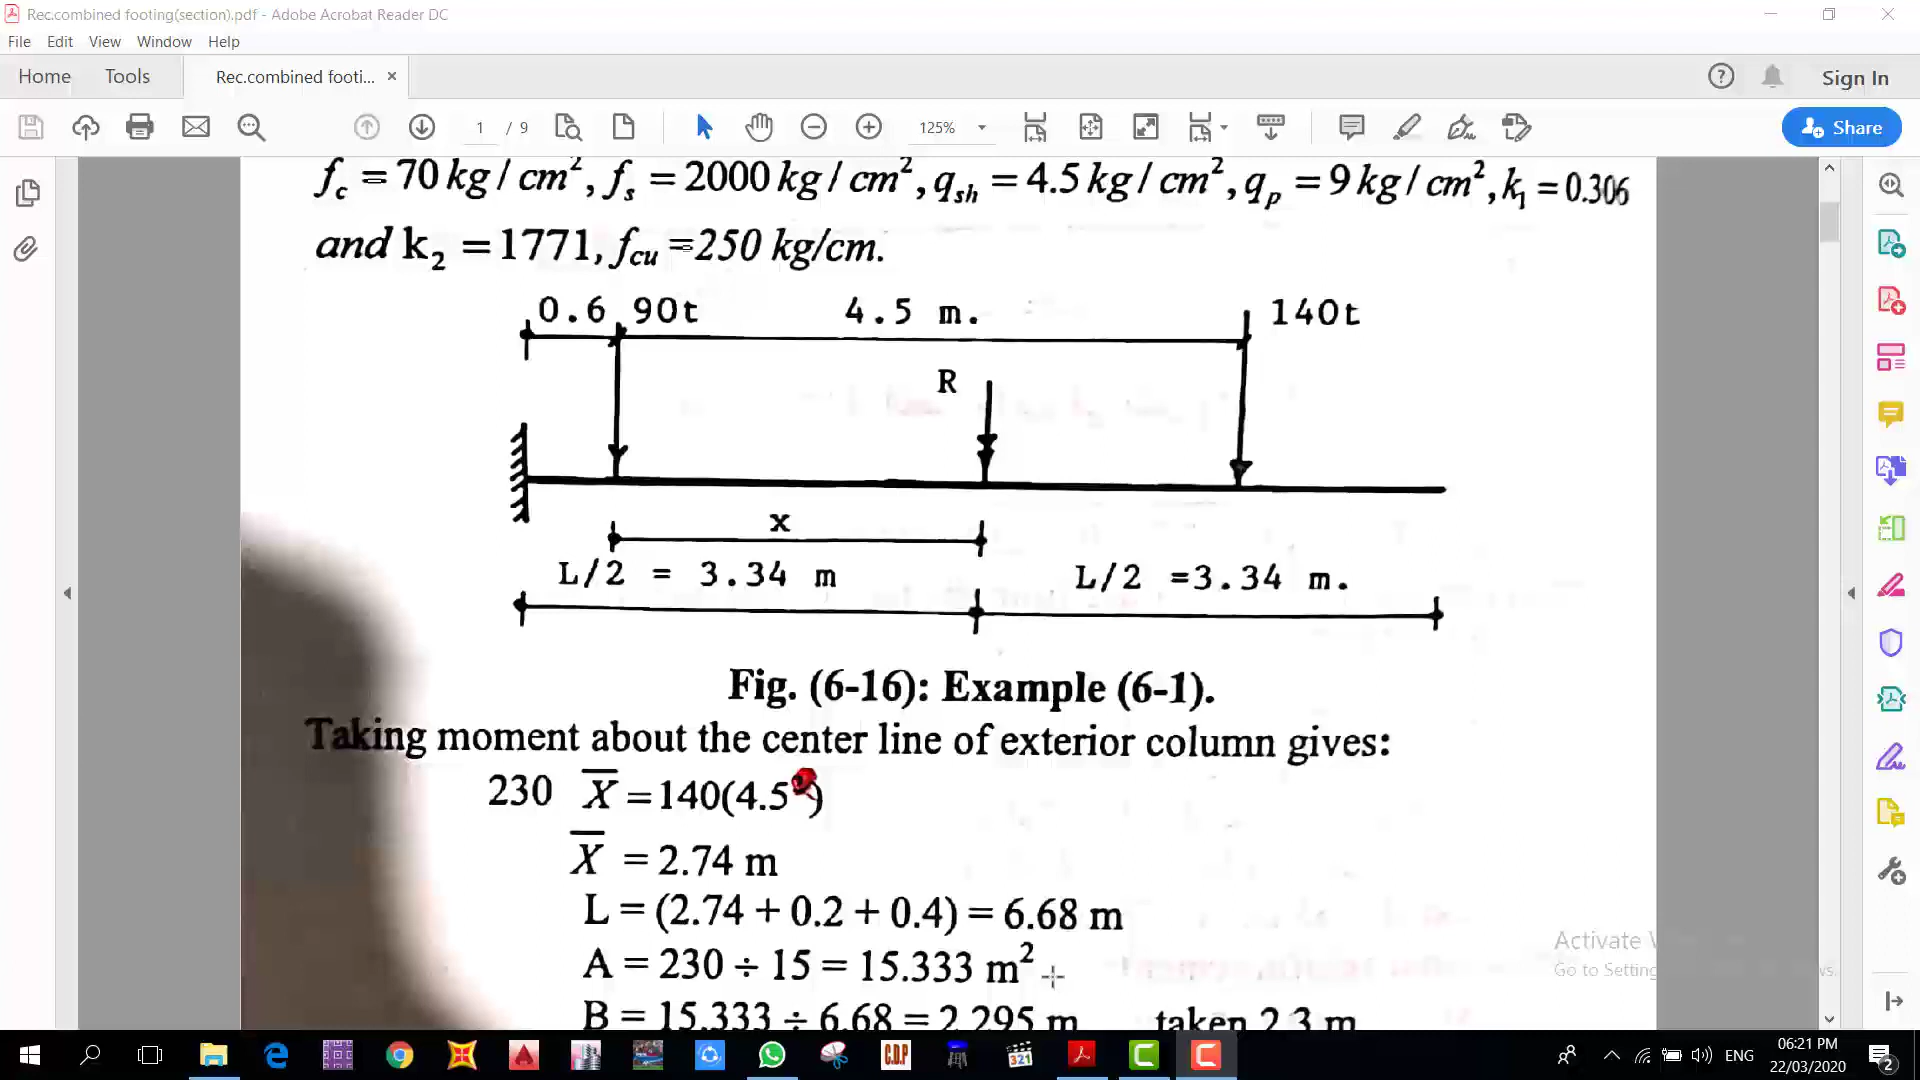 Rec.combined footing(section).pdf - Adobe Acrobat Reader DC
File Edit View Window Help
Home Tools Rec.combined footi... ×
1 / 9 125% Share
? Sign In
f_c = 70 kg / cm², f_s = 2000 kg / cm², q_sh = 4.5 kg / cm², q_p = 9 kg / cm², k_1 = 0.306
and k_2 = 1771, f_cu = 250 kg/cm.
0.6 90t 4.5 m. 140t
R
x
L/2 = 3.34 m L/2 =3.34 m.
Fig. (6-16): Example (6-1).
Taking moment about the center line of exterior column gives:
230 X̅ = 140(4.5 )
X̅ = 2.74 m
L = (2.74 + 0.2 + 0.4) = 6.68 m
A = 230 ÷ 15 = 15.333 m²
B = 15.333 ÷ 6.68 = 2.295 m taken 2.3 m
Activate
Go to Setting
C.D.P
321
ENG
06:21 PM
22/03/2020
2